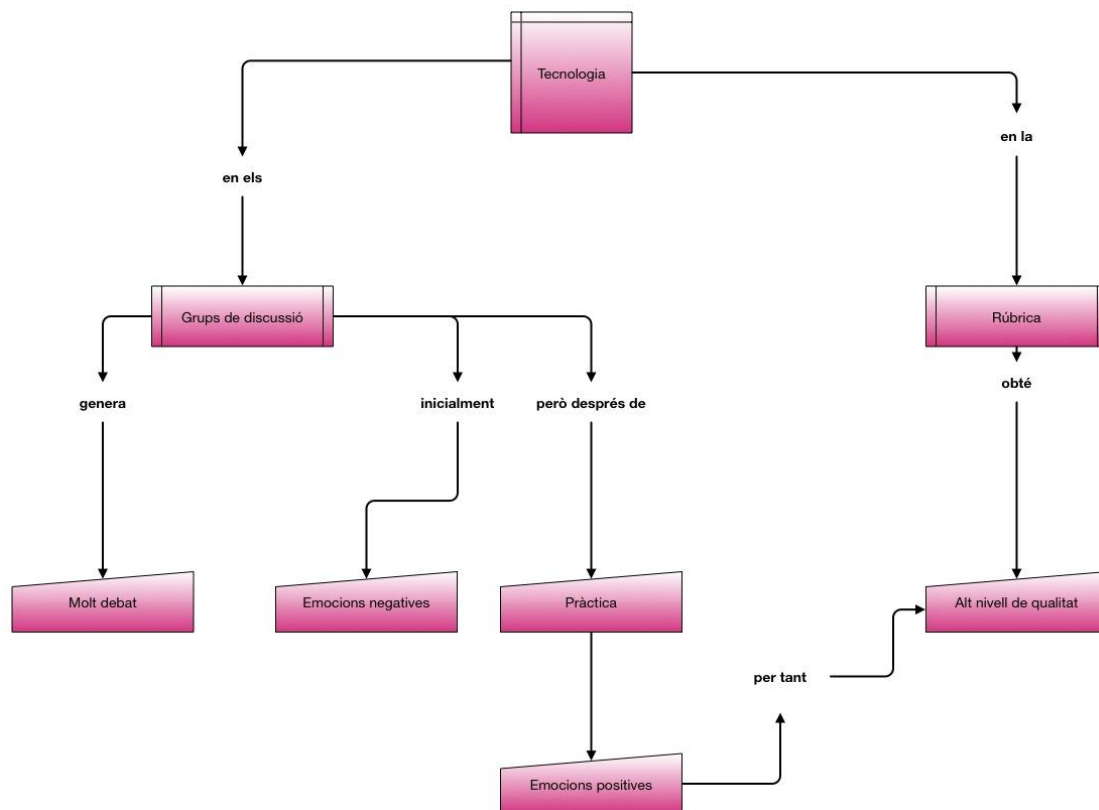 Tecnologia
en la
en els
Grups de discussió
Rúbrica
obté
genera
inicialment
però després de
Molt debat
Emocions negatives
Pràctica
Alt nivell de qualitat
per tant
Emocions positives